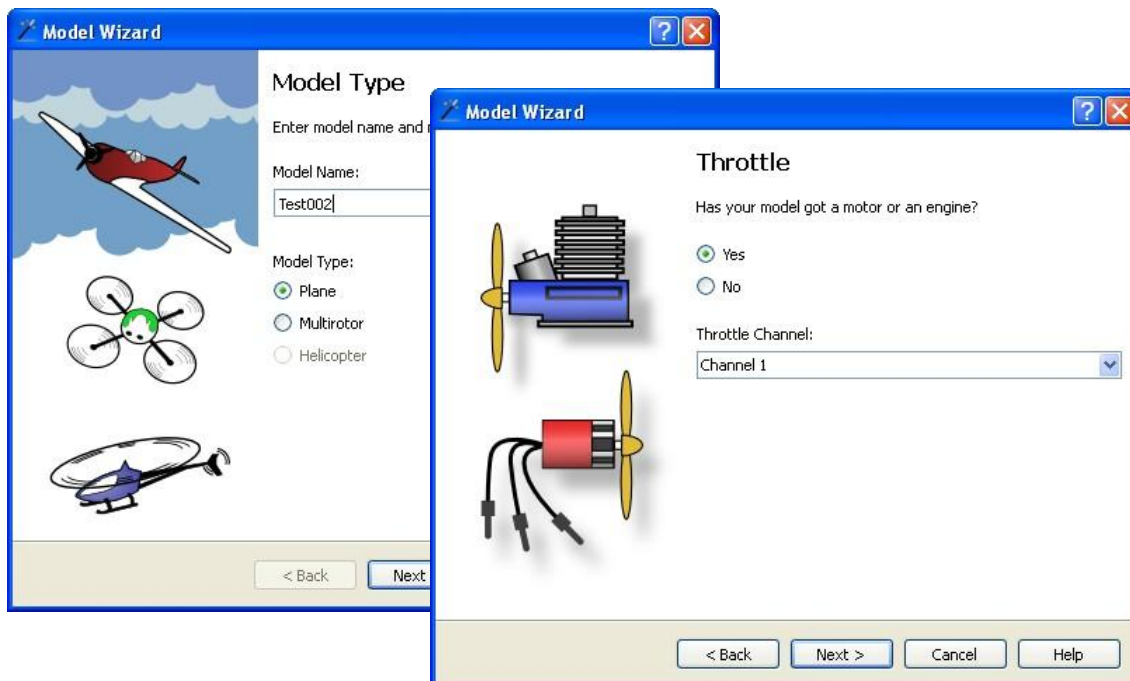 Model Wizard
Model Type
Enter model name and
Model Name:
Test002
Model Type:
Plane
Multirotor
Helicopter
< Back
Next
Model Wizard
Throttle
Has your model got a motor or an engine?
Yes
No
Throttle Channel:
Channel 1
< Back
Next >
Cancel
Help